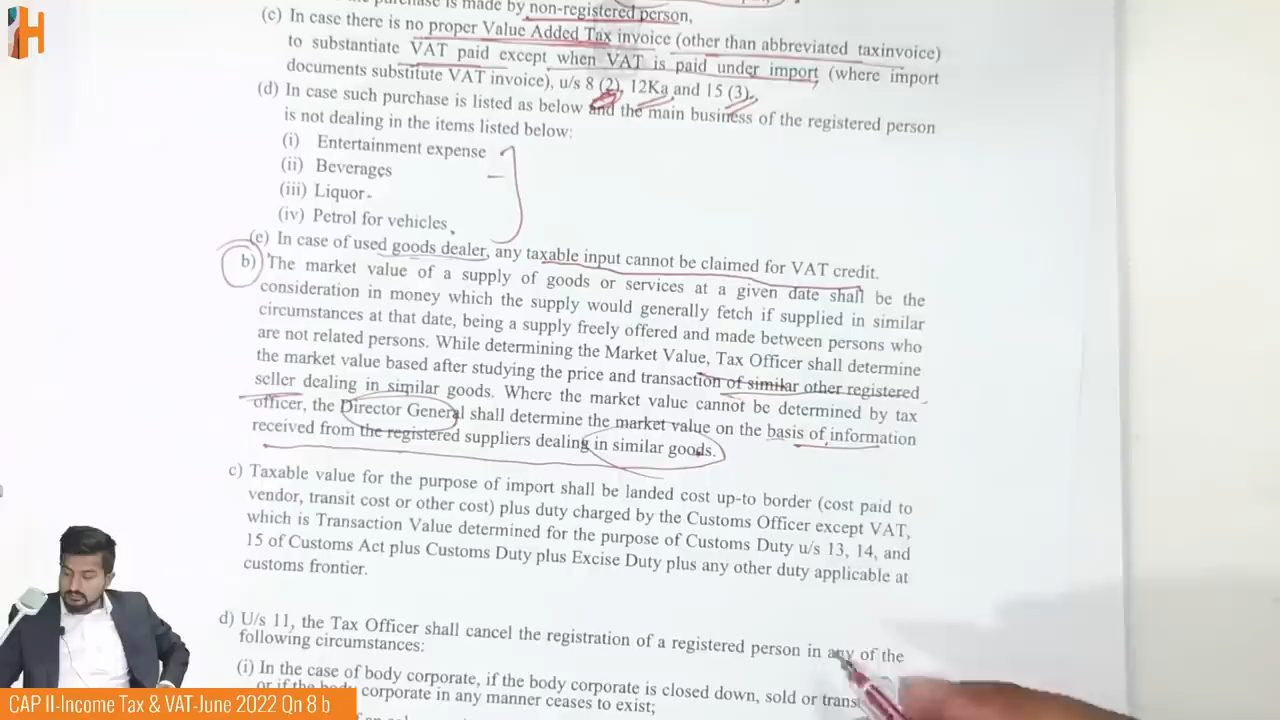 purchase is made by non-registered person,
(c) In case there is no proper Value Added Tax invoice (other than abbreviated taxinvoice)
to substantiate VAT paid except when VAT is paid under import (where import
documents substitute VAT invoice), u/s 8 (2), 12Ka and 15 (3).
(d) In case such purchase is listed as below and the main business of the registered person
is not dealing in the items listed below:
(i) Entertainment expense
(ii) Beverages
(iii) Liquor
(iv) Petrol for vehicles
(e) In case of used goods dealer, any taxable input cannot be claimed for VAT credit.
b) The market value of a supply of goods or services at a given date shall be the
consideration in money which the supply would generally fetch if supplied in similar
circumstances at that date, being a supply freely offered and made between persons who
are not related persons. While determining the Market Value, Tax Officer shall determine
the market value based after studying the price and transaction of similar other registered
seller dealing in similar goods. Where the market value cannot be determined by tax
officer, the Director General shall determine the market value on the basis of information
received from the registered suppliers dealing in similar goods.
c) Taxable value for the purpose of import shall be landed cost up-to border (cost paid to
vendor, transit cost or other cost) plus duty charged by the Customs Officer except VAT,
which is Transaction Value determined for the purpose of Customs Duty u/s 13, 14, and
15 of Customs Act plus Customs Duty plus Excise Duty plus any other duty applicable at
customs frontier.
d) U/s 11, the Tax Officer shall cancel the registration of a registered person in any of the
following circumstances:
(i) In the case of body corporate, if the body corporate is closed down, sold or trans
or if the body corporate in any manner ceases to exist;
CAP II-Income Tax & VAT-June 2022 Qn 8 b